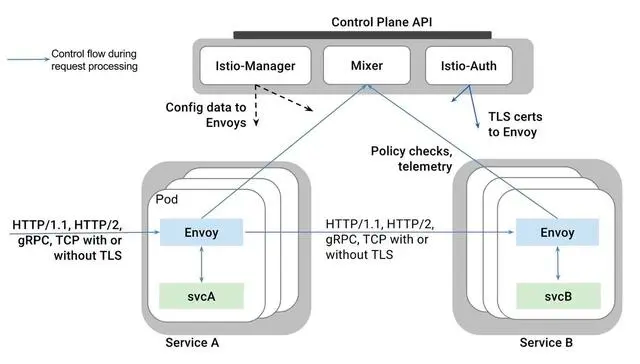 Control Plane API
Control flow during
request processing
Istio-Manager
Mixer
Istio-Auth
Config data to
Envoys
TLS certs
to Envoy
Policy checks,
telemetry
Pod
HTTP/1.1, HTTP/2,
gRPC, TCP with or
without TLS
Envoy
svcA
Service A
HTTP/1.1, HTTP/2,
gRPC, TCP with or
without TLS
Envoy
svcB
Service B